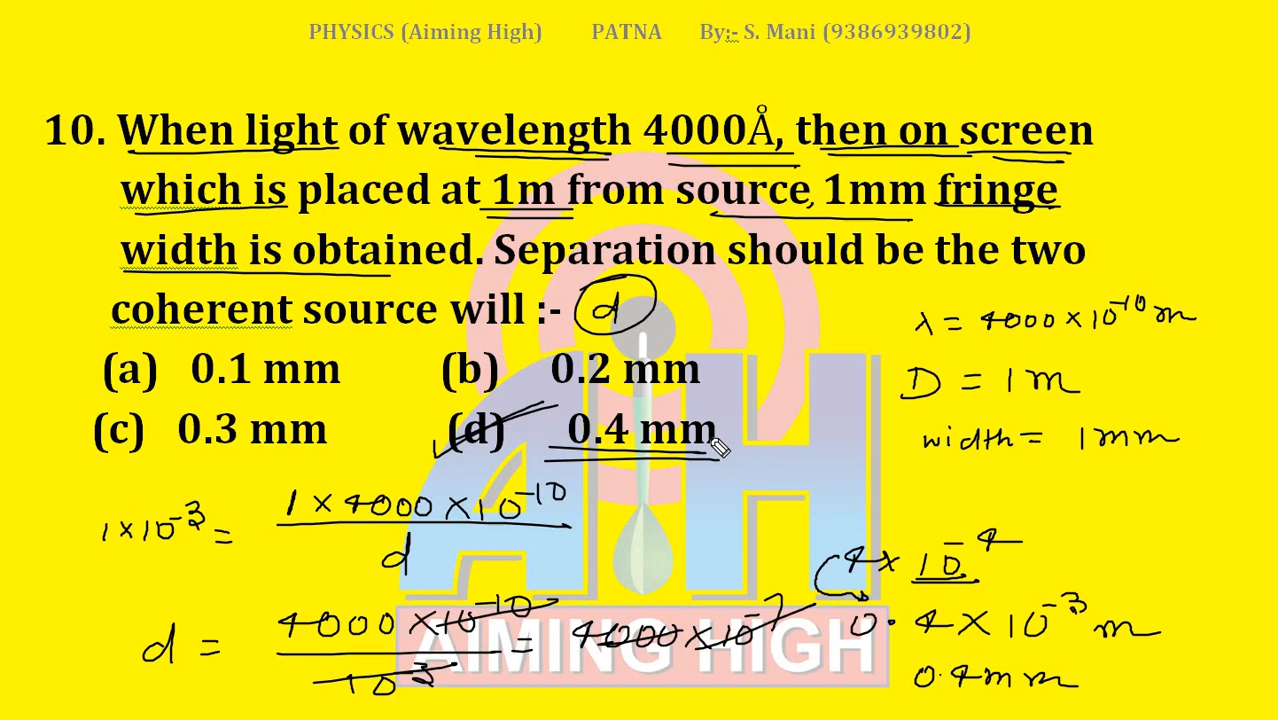 PHYSICS (Aiming High) PATNA By:- S. Mani (9386939802)
10. When light of wavelength 4000Å, then on screen
which is placed at 1m from source, 1mm fringe
width is obtained. Separation should be the two
coherent source will :- d
(a) 0.1 mm (b) 0.2 mm
(c) 0.3 mm (d) 0.4 mm
λ = 4000 × 10⁻¹⁰ m
D = 1 m
width = 1 mm
1 × 10⁻³ = 1 × 4000 × 10⁻¹⁰
d
4 × 10⁻⁴
d = 4000 × 10⁻¹⁰ = 4000 × 10⁻⁷ 0.4 × 10⁻³ m
10⁻³
0.4 mm
AH
AIMING HIGH